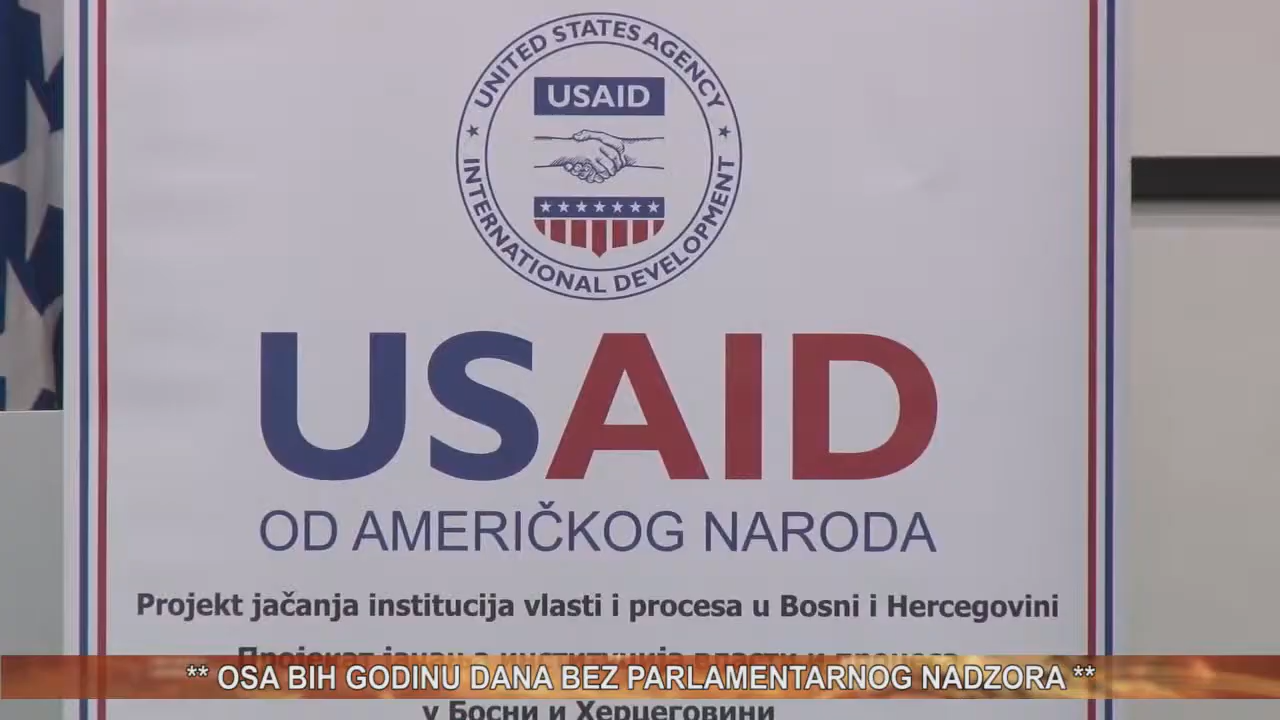 UNITED STATES AGENCY
USAID
INTERNATIONAL DEVELOPMENT
USAID
OD AMERIČKOG NARODA
Projekt jačanja institucija vlasti i procesa u Bosni i Hercegovini
** OSA BIH GODINU DANA BEZ PARLAMENTARNOG NADZORA **
у Босни и Херцеговини